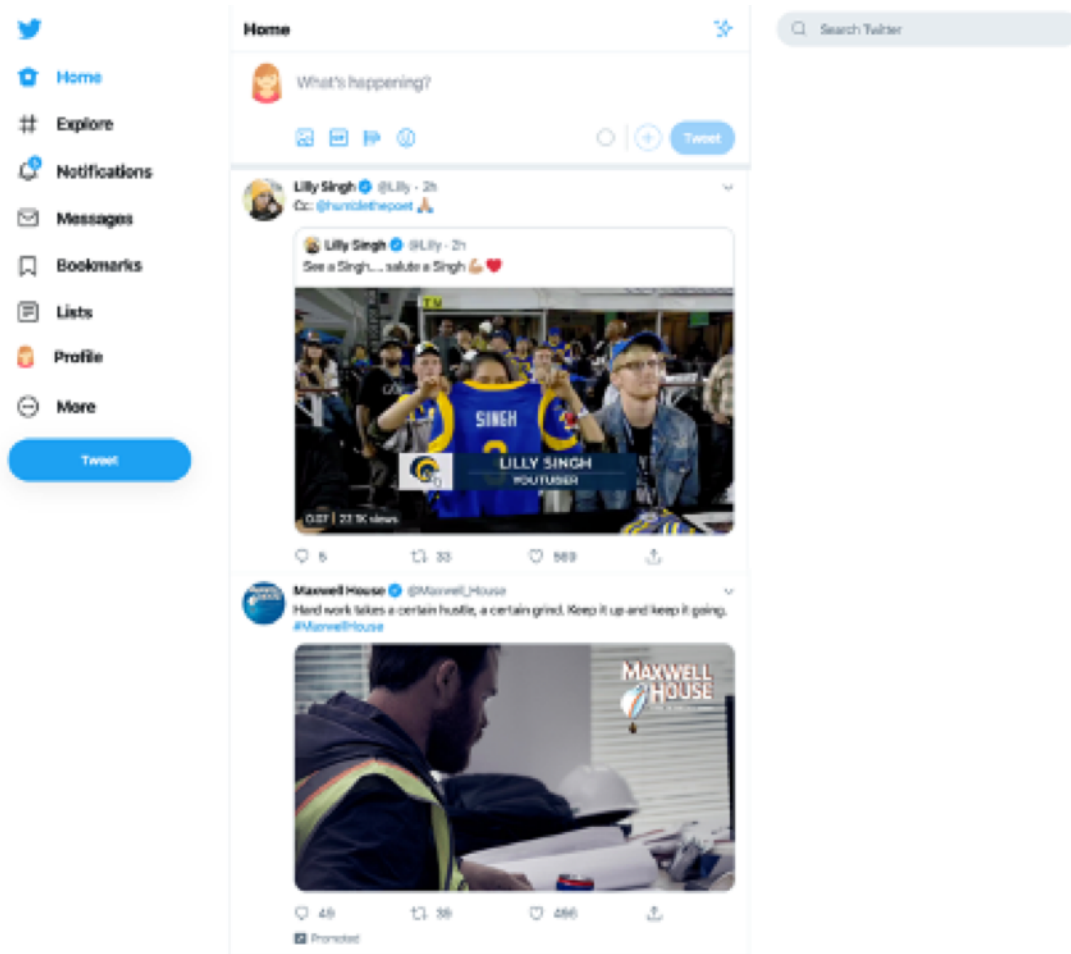 Home
Search Twitter
Home
What's happening?
Explore
GIF
Tweet
Notifications
Lilly Singh @Lilly · 2h
Cc: @humblethepoet
Messages
Lilly Singh @Lilly · 2h
Bookmarks
See a Singh.... salute a Singh
Lists
Profile
More
SINGH
Tweet
LILLY SINGH
YOUTUBER
0:07 | 22.1K views
5 33 569
Maxwell House @Maxwell_House
Hard work takes a certain hustle, a certain grind. Keep it up and keep it going.
#MaxwellHouse
MAXWELL
HOUSE
49 39 486
Promoted